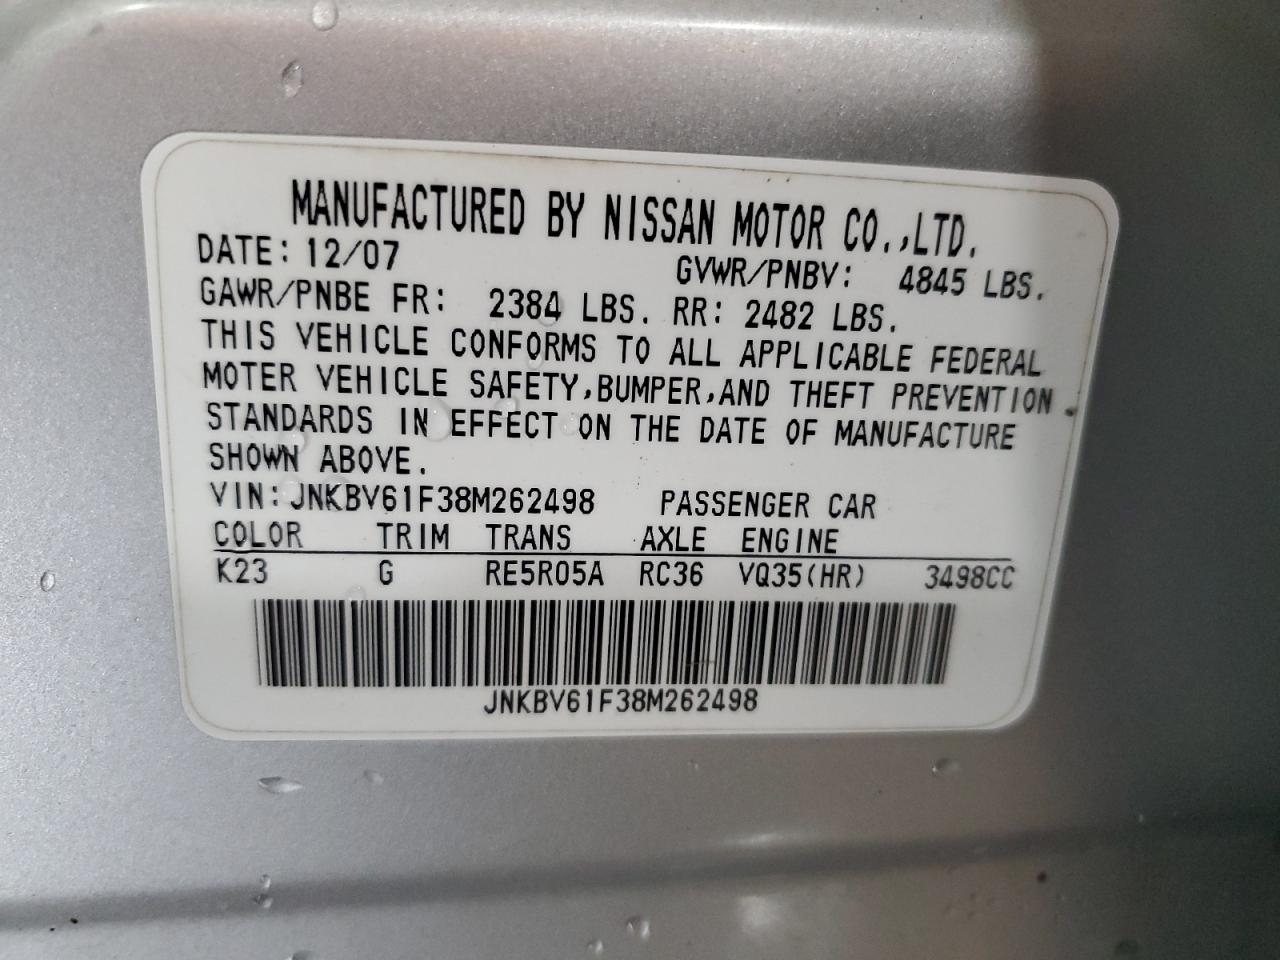 MANUFACTURED BY NISSAN MOTOR CO.,LTD.
DATE: 12/07 GVWR/PNBV: 4845 LBS.
GAWR/PNBE FR: 2384 LBS. RR: 2482 LBS.
THIS VEHICLE CONFORMS TO ALL APPLICABLE FEDERAL
MOTER VEHICLE SAFETY,BUMPER,AND THEFT PREVENTION
STANDARDS IN EFFECT ON THE DATE OF MANUFACTURE
SHOWN ABOVE.
VIN:JNKBV61F38M262498 PASSENGER CAR
COLOR TRIM TRANS AXLE ENGINE
K23 G RE5R05A RC36 VQ35(HR) 3498CC
JNKBV61F38M262498